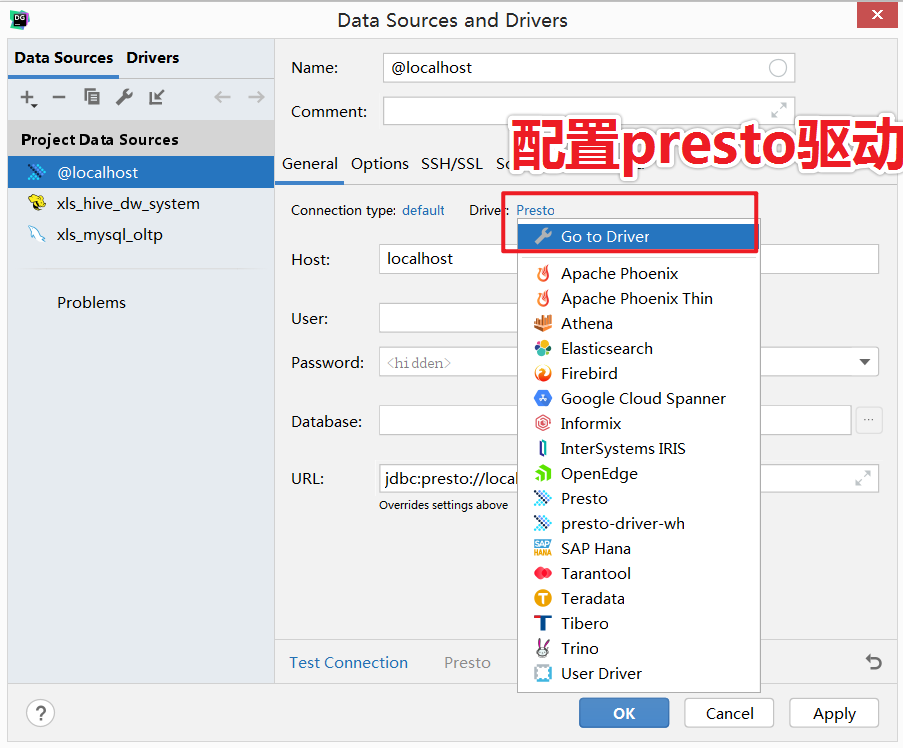 DG
Data Sources and Drivers
Data Sources Drivers
Project Data Sources
@localhost
xls_hive_dw_system
xls_mysql_oltp
Problems
Name: @localhost
Comment:
配置presto驱动
General Options SSH/SSL Sc
Connection type: default Driver: Presto
Go to Driver
Host: localhost
User:
Password: <hidden>
Database:
URL: jdbc:presto://local
Overrides settings above
Apache Phoenix
Apache Phoenix Thin
Athena
Elasticsearch
Firebird
Google Cloud Spanner
Informix
InterSystems IRIS
OpenEdge
Presto
presto-driver-wh
SAP Hana
Tarantool
Teradata
Tibero
Trino
User Driver
Test Connection Presto
? OK Cancel Apply